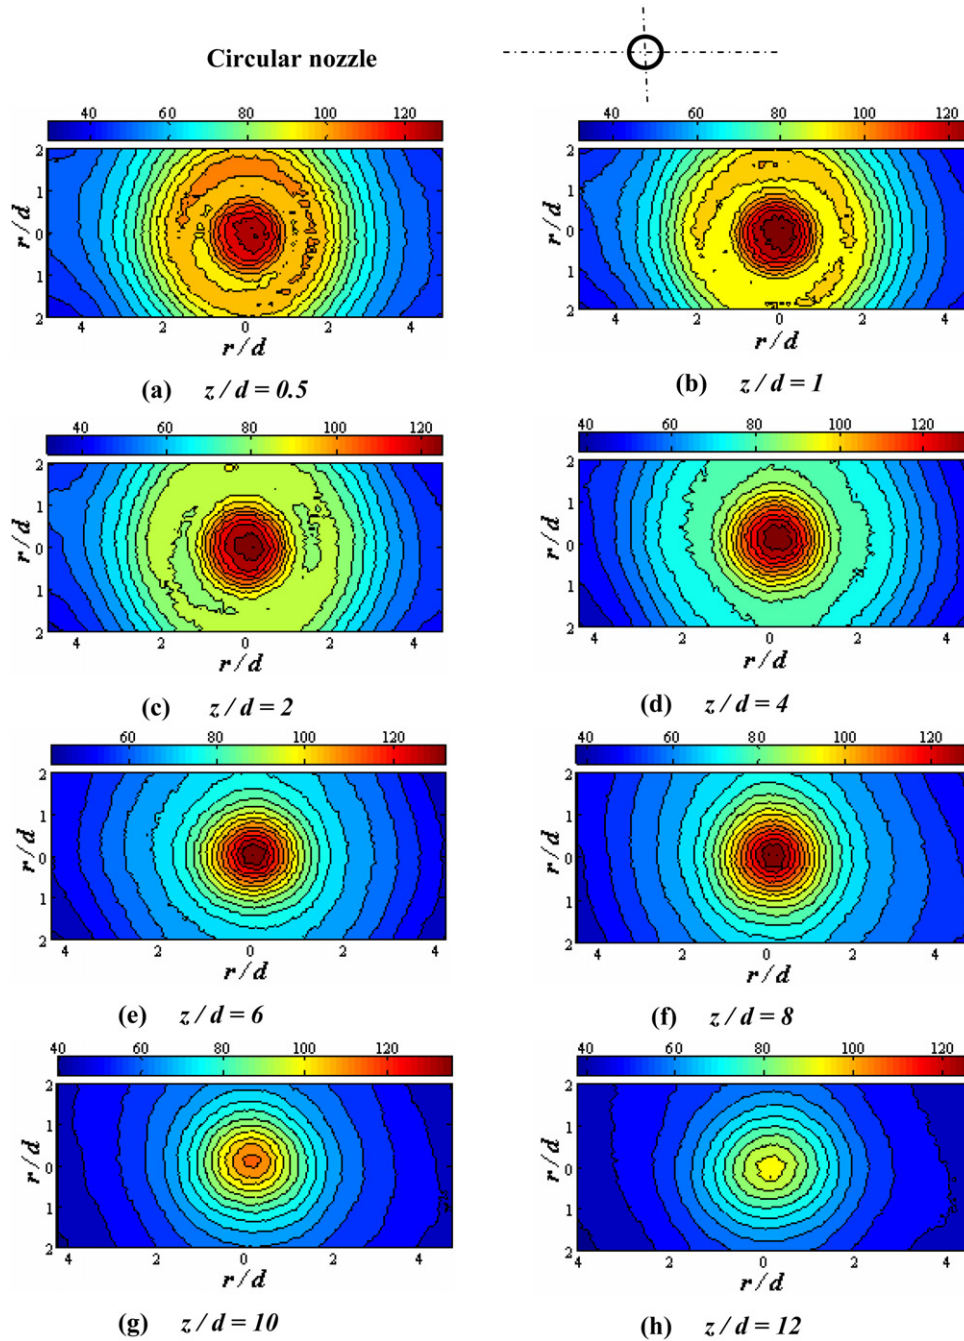 Circular nozzle
40 60 80 100 120
40 60 80 100 120
2 1 0 1 2
r/d
2 1 0 1 2
r/d
4 2 0 2 4
4 2 0 2 4
r/d
r/d
(a) z/d = 0.5
(b) z/d = 1
40 60 80 100 120
40 60 80 100 120
2 1 0 1 2
r/d
2 1 0 1 2
r/d
4 2 0 2 4
4 2 0 2 4
r/d
r/d
(c) z/d = 2
(d) z/d = 4
60 80 100 120
40 60 80 100 120
2 1 0 1 2
r/d
2 1 0 1 2
r/d
4 2 0 2 4
4 2 0 2 4
r/d
r/d
(e) z/d = 6
(f) z/d = 8
40 60 80 100 120
40 60 80 100 120
2 1 0 1 2
r/d
2 1 0 1 2
r/d
4 2 0 2 4
4 2 0 2 4
r/d
r/d
(g) z/d = 10
(h) z/d = 12